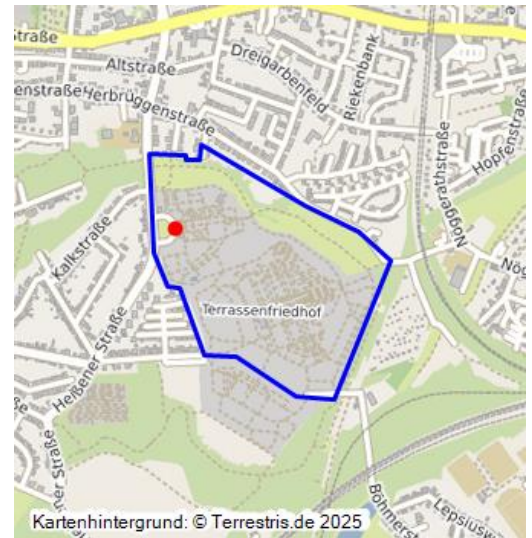 Straße
Altstraße
Dreigarbenfeld
Riekenbank
enstraße
Herbrüggenstraße
Hopfenstraße
Noggerathstraße
Kalkstraße
Nög
Terrassenfriedhof
Heißener Straße
ner Straße
Böhmerst
Lepsiusw
Kartenhintergrund: © Terrestris.de 2025